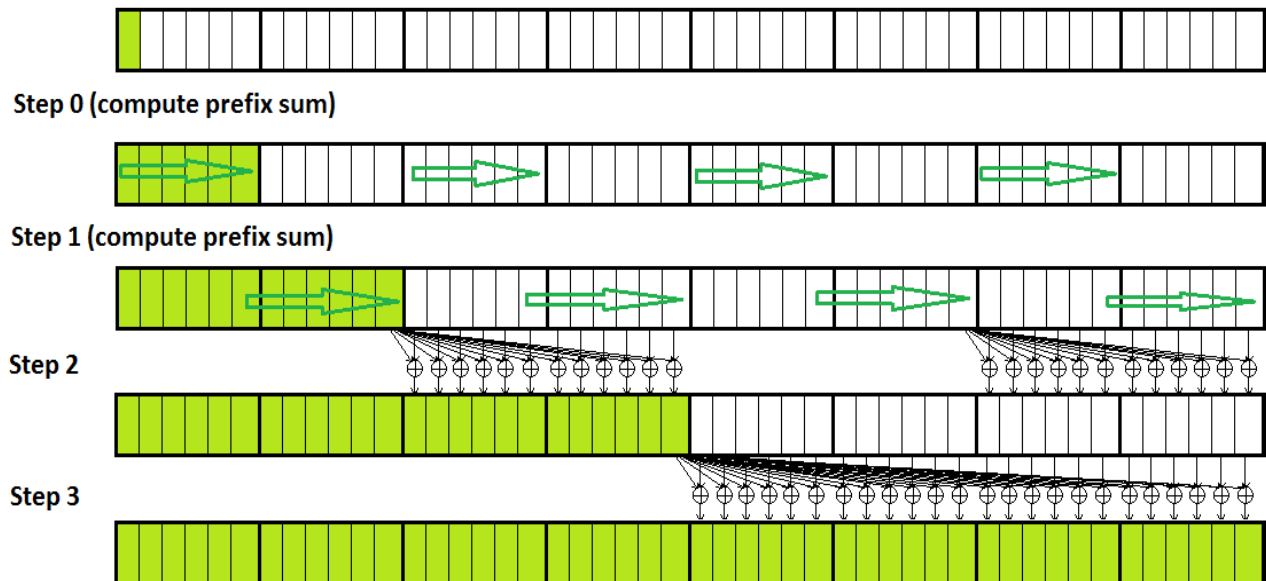 Step 0 (compute prefix sum)
Step 1 (compute prefix sum)
Step 2
Step 3